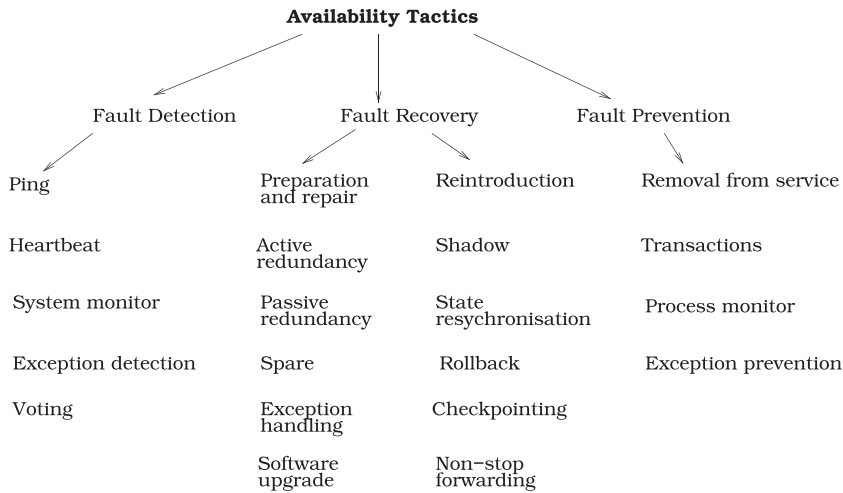 Availability Tactics
Fault Detection
Fault Recovery
Fault Prevention
Ping
Heartbeat
System monitor
Exception detection
Voting
Preparation
and repair
Active
redundancy
Passive
redundancy
Spare
Exception
handling
Software
upgrade
Reintroduction
Shadow
State
resychronisation
Rollback
Checkpointing
Non-stop
forwarding
Removal from service
Transactions
Process monitor
Exception prevention